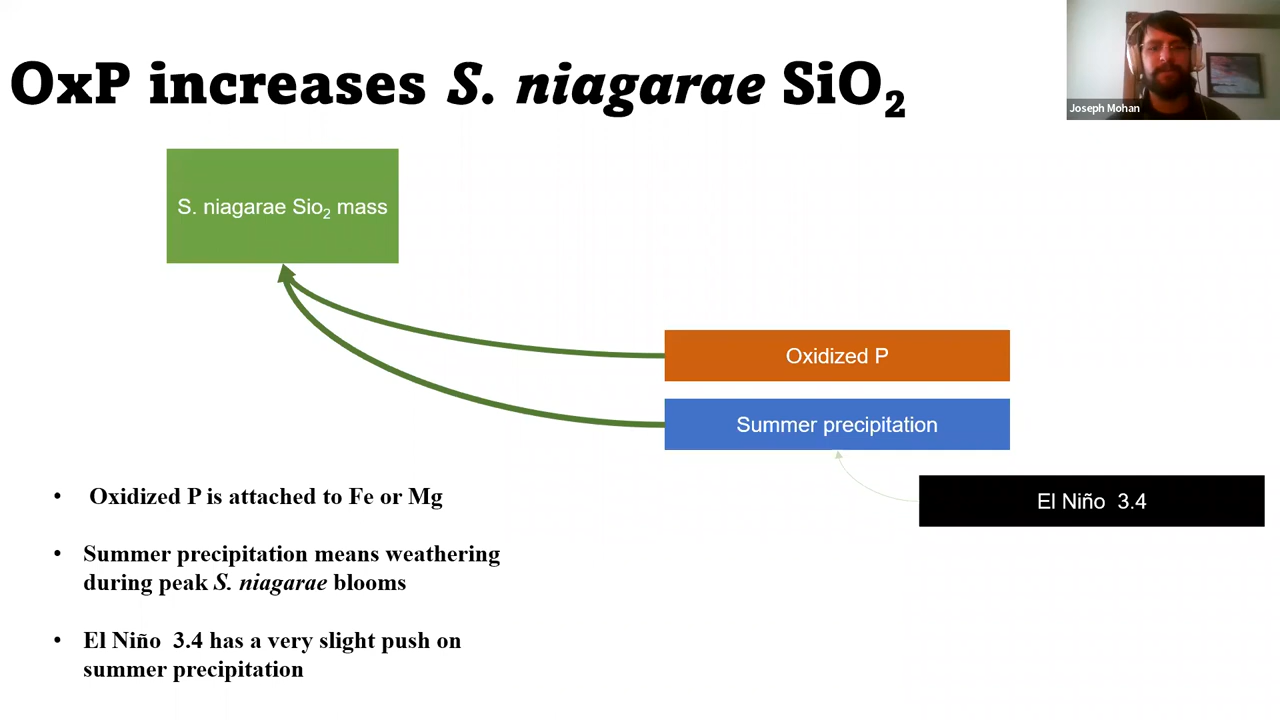 OxP increases S. niagarae SiO₂
Joseph Mohan
S. niagarae Sio₂ mass
Oxidized P
Summer precipitation
El Niño 3.4
• Oxidized P is attached to Fe or Mg
• Summer precipitation means weathering
during peak S. niagarae blooms
• El Niño 3.4 has a very slight push on
summer precipitation